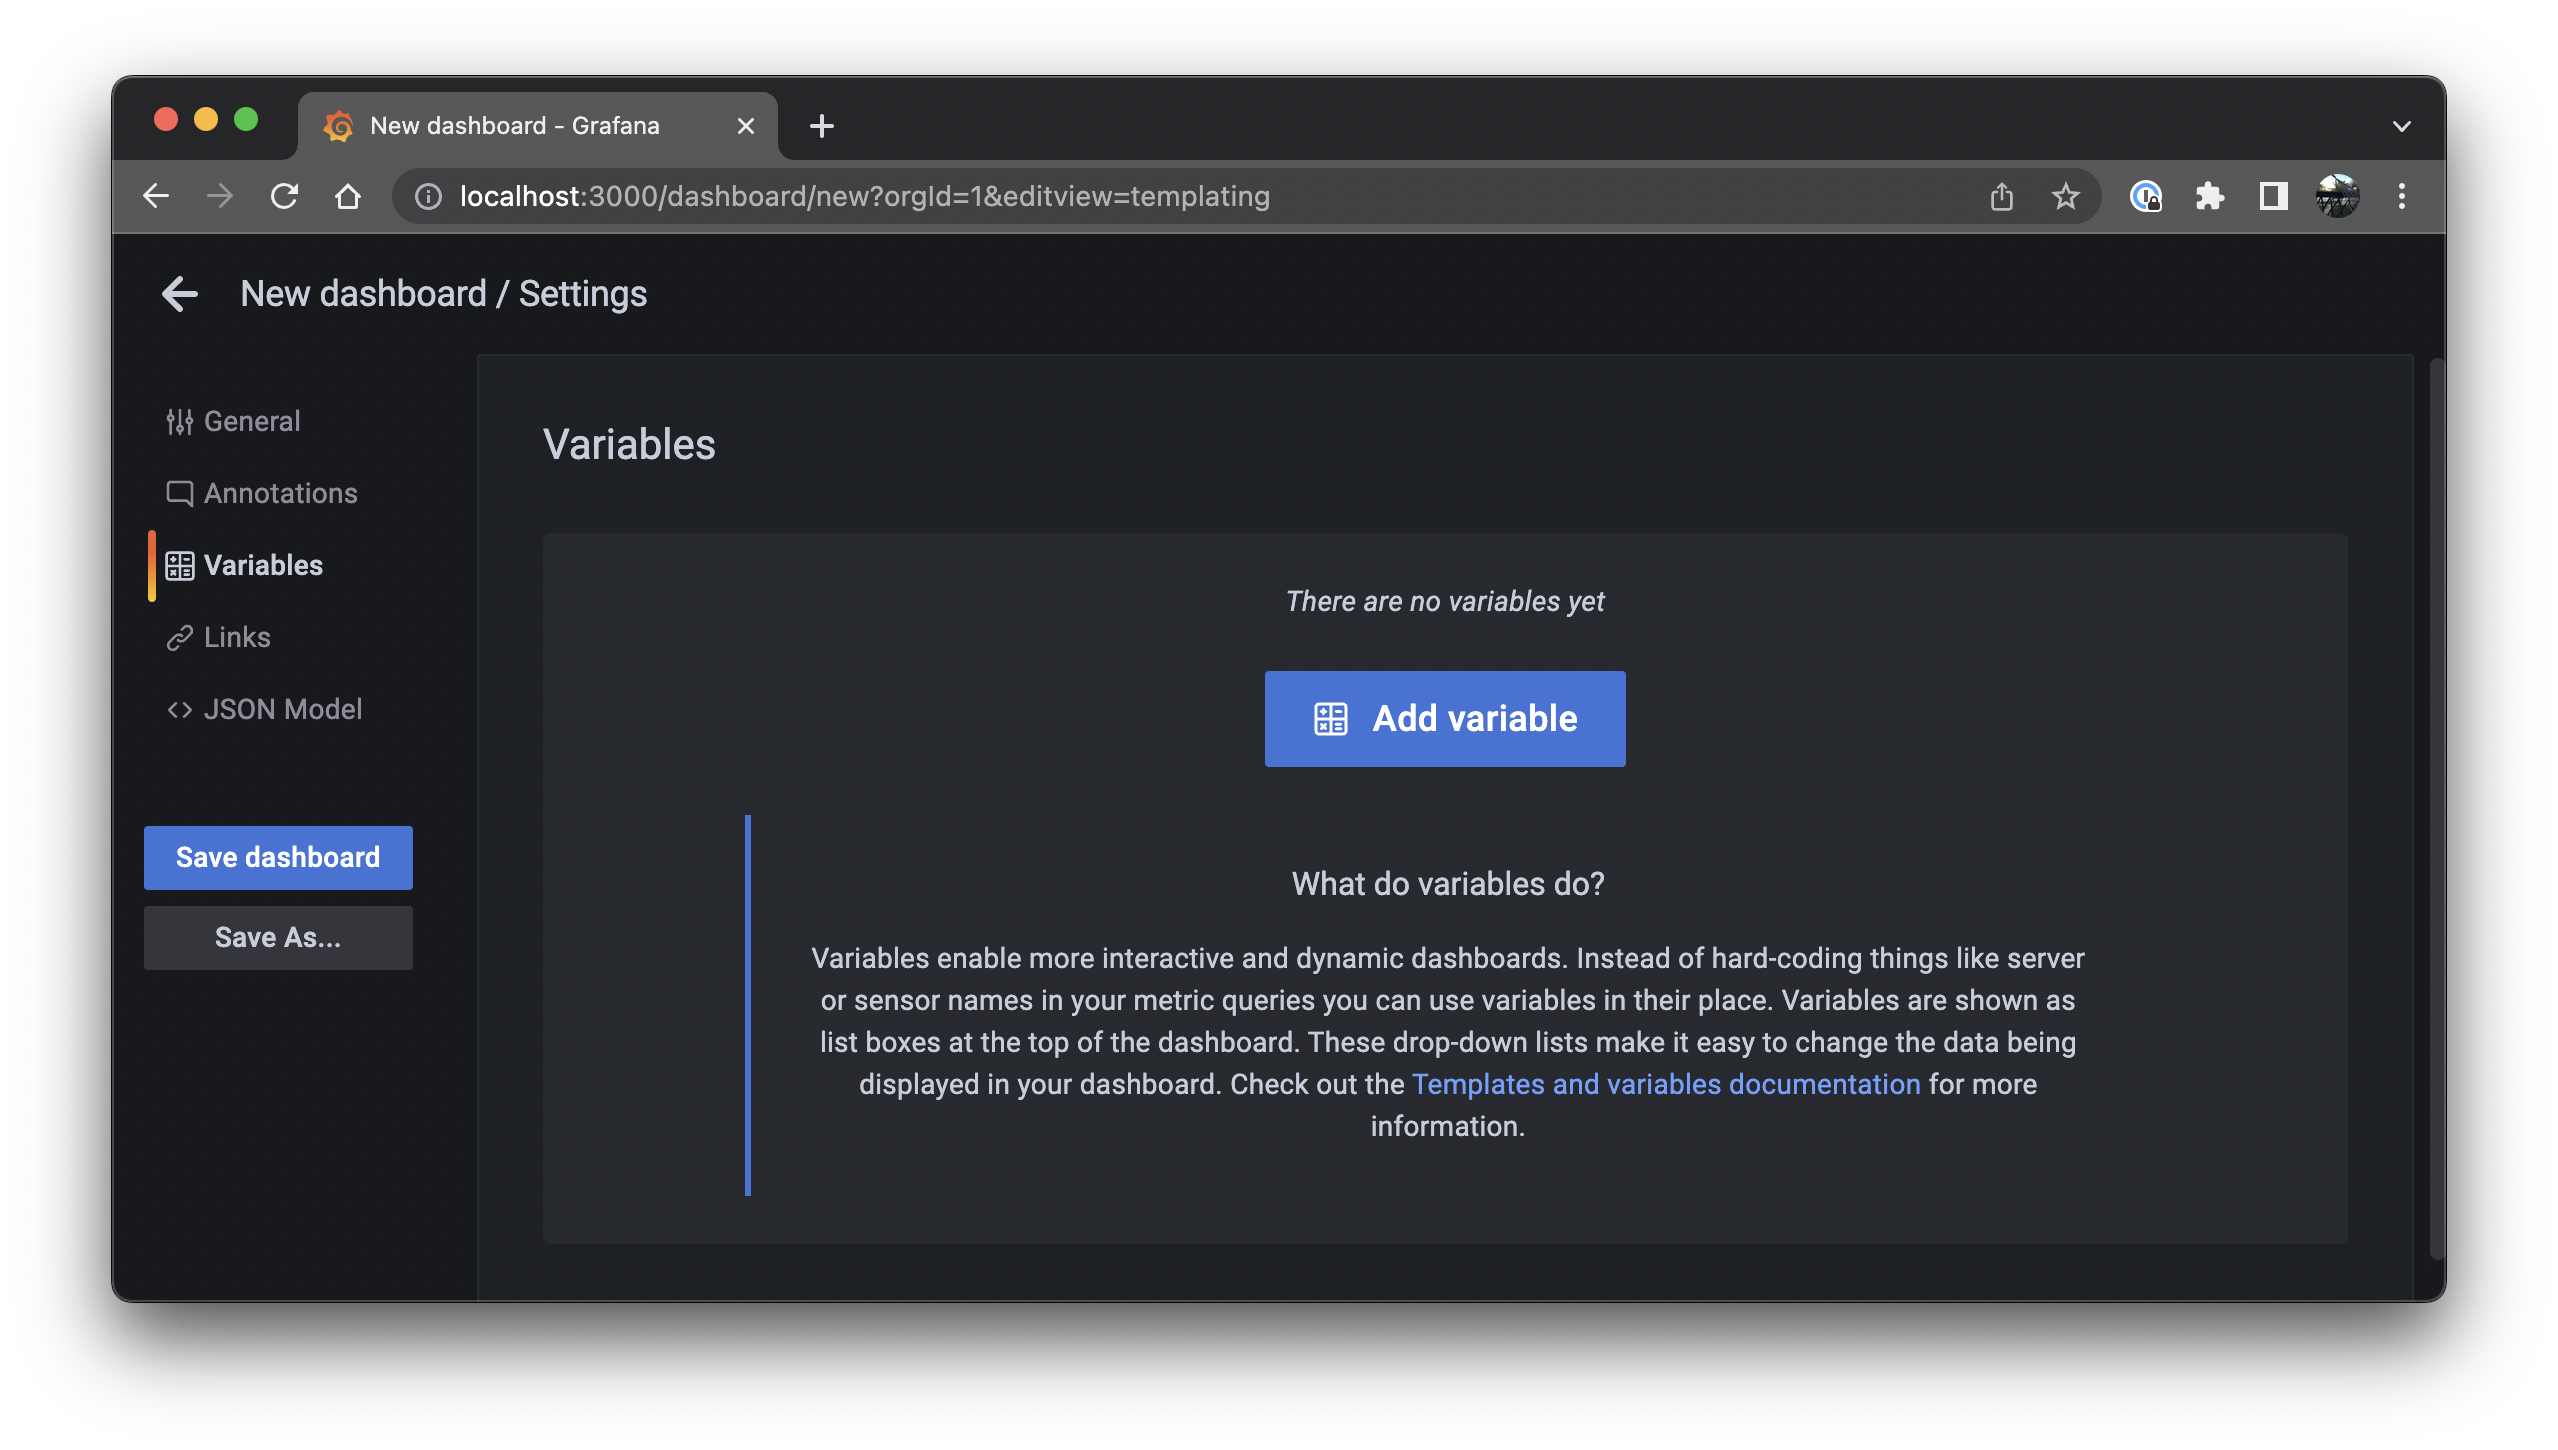 New dashboard - Grafana
localhost:3000/dashboard/new?orgId=1&editview=templating
New dashboard / Settings
General
Annotations
Variables
Links
JSON Model
Save dashboard
Save As...
Variables
There are no variables yet
Add variable
What do variables do?
Variables enable more interactive and dynamic dashboards. Instead of hard-coding things like server
or sensor names in your metric queries you can use variables in their place. Variables are shown as
list boxes at the top of the dashboard. These drop-down lists make it easy to change the data being
displayed in your dashboard. Check out the Templates and variables documentation for more
information.